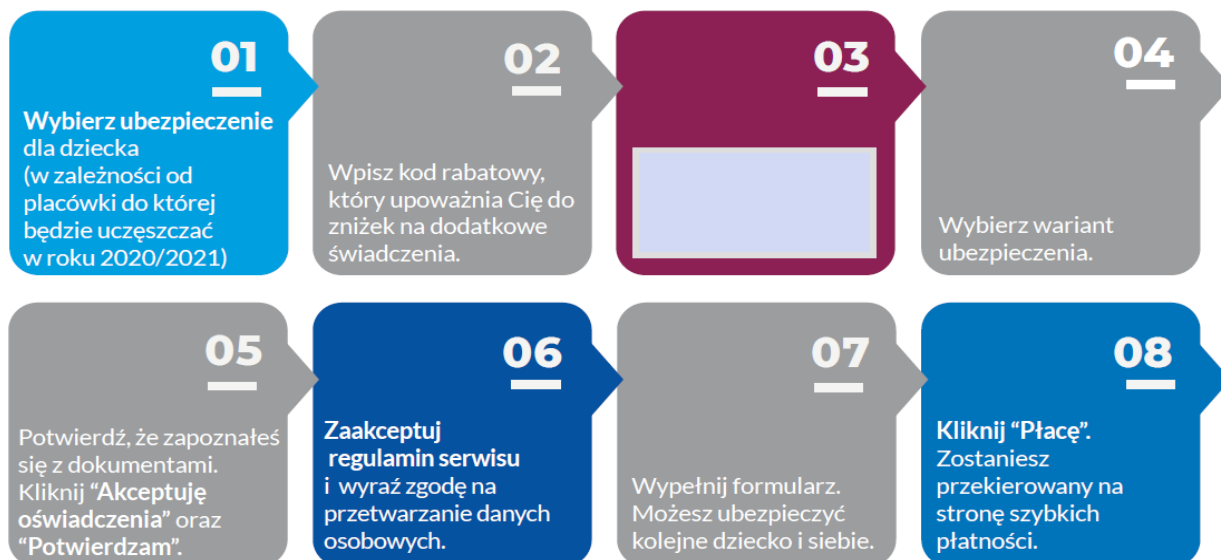 01
Wybierz ubezpieczenie
dla dziecka
(w zależności od
placówki do której
będzie uczęszczać
w roku 2020/2021)
02
Wpisz kod rabatowy,
który upoważnia Cię do
zniżek na dodatkowe
świadczenia.
03
04
Wybierz wariant
ubezpieczenia.
05
Potwierdź, że zapoznałeś
się z dokumentami.
Kliknij “Akceptuję
oświadczenia” oraz
“Potwierdzam”.
06
Zaakceptuj
regulamin serwisu
i wyraź zgodę na
przetwarzanie danych
osobowych.
07
Wypełnij formularz.
Możesz ubezpieczyć
kolejne dziecko i siebie.
08
Kliknij “Płacę”.
Zostaniesz
przekierowany na
stronę szybkich
płatności.